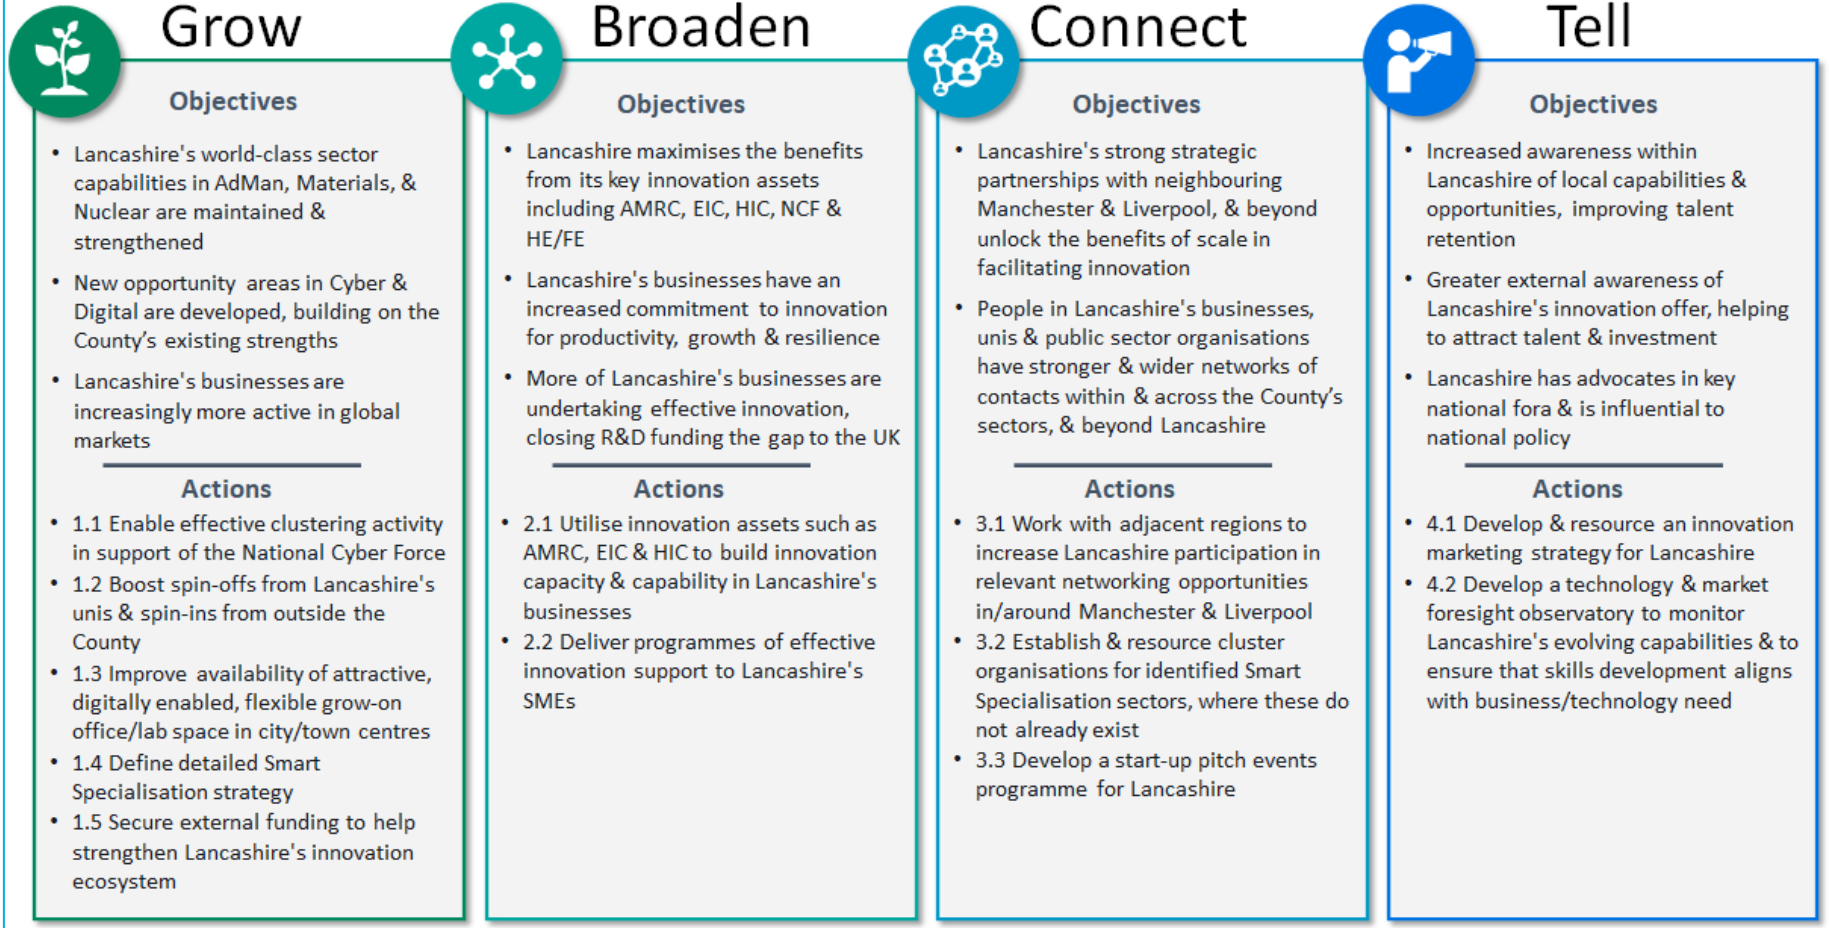 Grow
Objectives
• Lancashire's world-class sector
capabilities in AdMan, Materials, &
Nuclear are maintained &
strengthened
• New opportunity areas in Cyber &
Digital are developed, building on the
County's existing strengths
• Lancashire's businesses are
increasingly more active in global
markets
Actions
• 1.1 Enable effective clustering activity
in support of the National Cyber Force
• 1.2 Boost spin-offs from Lancashire's
unis & spin-ins from outside the
County
• 1.3 Improve availability of attractive,
digitally enabled, flexible grow-on
office/lab space in city/town centres
• 1.4 Define detailed Smart
Specialisation strategy
• 1.5 Secure external funding to help
strengthen Lancashire's innovation
ecosystem
Broaden
Objectives
• Lancashire maximises the benefits
from its key innovation assets
including AMRC, EIC, HIC, NCF &
HE/FE
• Lancashire's businesses have an
increased commitment to innovation
for productivity, growth & resilience
• More of Lancashire's businesses are
undertaking effective innovation,
closing R&D funding the gap to the UK
Actions
• 2.1 Utilise innovation assets such as
AMRC, EIC & HIC to build innovation
capacity & capability in Lancashire's
businesses
• 2.2 Deliver programmes of effective
innovation support to Lancashire's
SMEs
Connect
Objectives
• Lancashire's strong strategic
partnerships with neighbouring
Manchester & Liverpool, & beyond
unlock the benefits of scale in
facilitating innovation
• People in Lancashire's businesses,
unis & public sector organisations
have stronger & wider networks of
contacts within & across the County's
sectors, & beyond Lancashire
Actions
• 3.1 Work with adjacent regions to
increase Lancashire participation in
relevant networking opportunities
in/around Manchester & Liverpool
• 3.2 Establish & resource cluster
organisations for identified Smart
Specialisation sectors, where these do
not already exist
• 3.3 Develop a start-up pitch events
programme for Lancashire
Tell
Objectives
• Increased awareness within
Lancashire of local capabilities &
opportunities, improving talent
retention
• Greater external awareness of
Lancashire's innovation offer, helping
to attract talent & investment
• Lancashire has advocates in key
national fora & is influential to
national policy
Actions
• 4.1 Develop & resource an innovation
marketing strategy for Lancashire
• 4.2 Develop a technology & market
foresight observatory to monitor
Lancashire's evolving capabilities & to
ensure that skills development aligns
with business/technology need